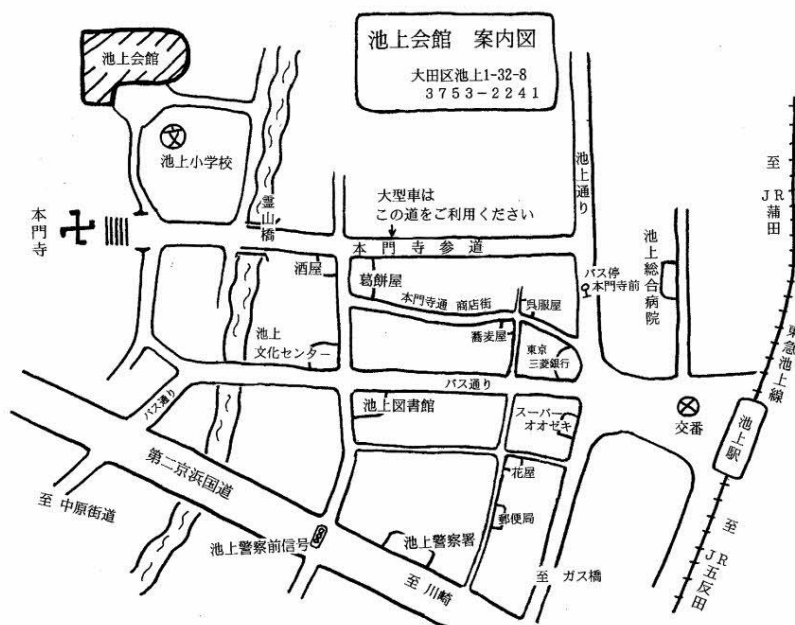 池上会館 案内図
大田区池上1-32-8
3753-2241
池上会館
文
池上小学校
本門寺
霊山橋
大型車は
この道をご利用ください
本門寺参道
池上通り
至 JR蒲田
池上総合病院
バス停
本門寺前
酒屋
葛餅屋
本門寺通 商店街
呉服屋
蕎麦屋
東京
三菱銀行
池上
文化センター
バス通り
バス通り
池上図書館
スーパー
オオゼキ
交番
池上駅
東急池上線
花屋
郵便局
第二京浜国道
至 中原街道
池上警察前信号
池上警察署
至 川崎
至 ガス橋
至 JR五反田